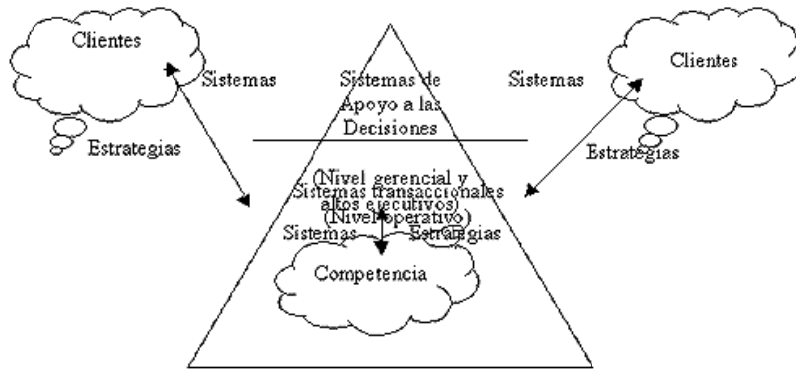 Clientes
Clientes
Sistemas
Sistemas de
Sistemas
Apoyo a las
Decisiones
Estrategias
Estrategias
(Nivel gerencial y
Sistemas transaccionales
altos ejecutivos)
(Nivel operativo)
Sistemas
Estrategias
Competencia